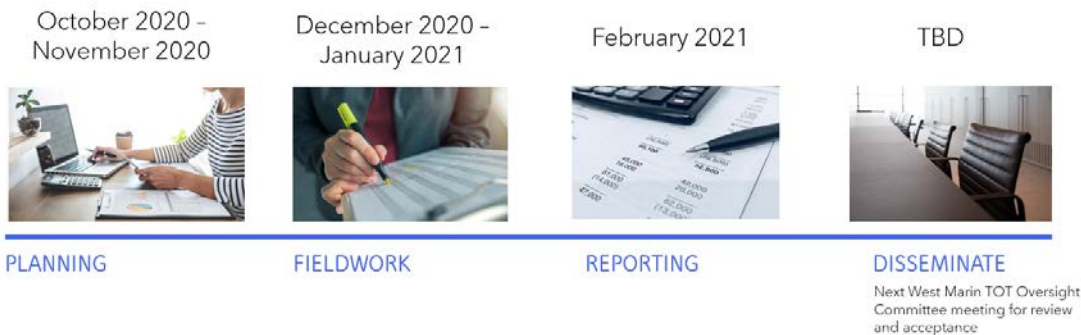 October 2020 –
November 2020
December 2020 –
January 2021
February 2021
TBD
PLANNING
FIELDWORK
REPORTING
DISSEMINATE
Next West Marin TOT Oversight
Committee meeting for review
and acceptance